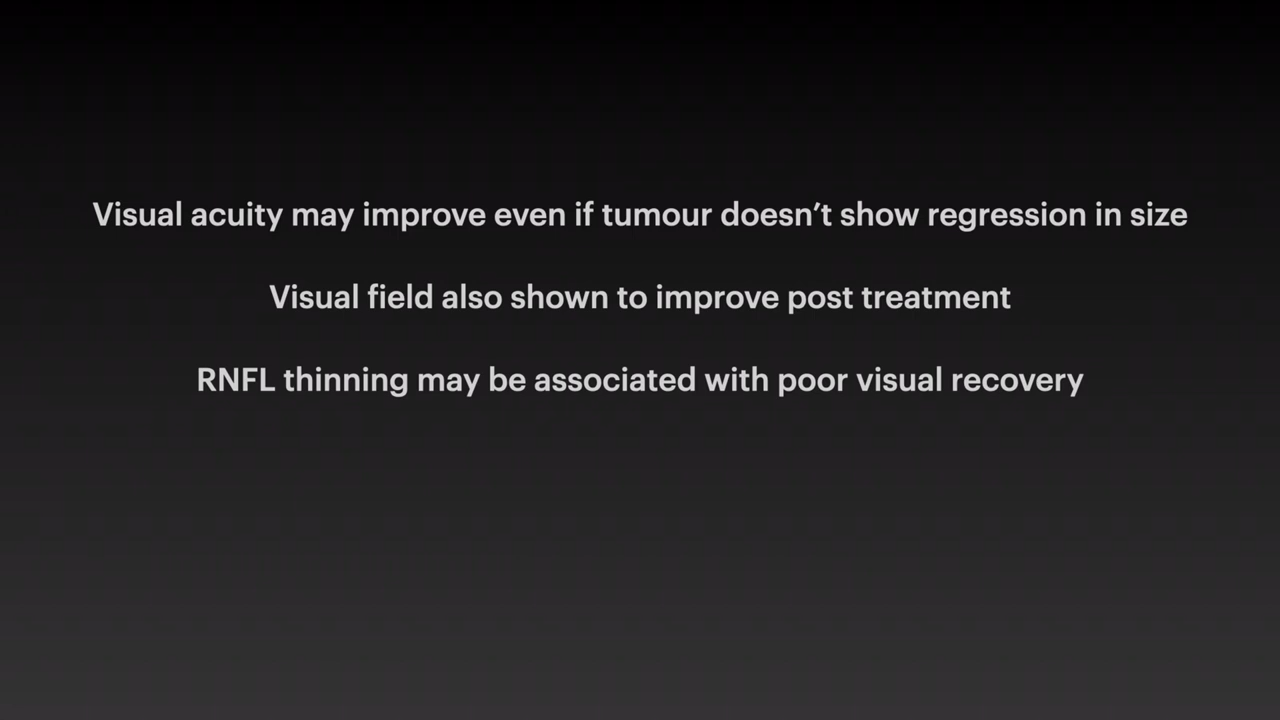 Visual acuity may improve even if tumour doesn’t show regression in size
Visual field also shown to improve post treatment
RNFL thinning may be associated with poor visual recovery